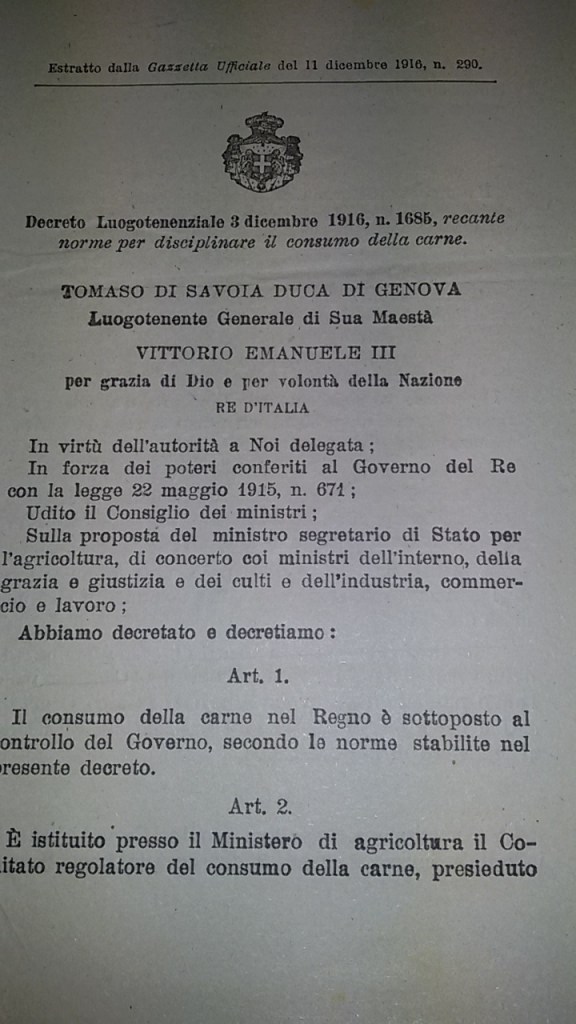 Estratto dalla Gazzetta Ufficiale del 11 dicembre 1916, n. 290.
Decreto Luogotenenziale 3 dicembre 1916, n. 1685, recante
norme per disciplinare il consumo della carne.
TOMASO DI SAVOIA DUCA DI GENOVA
Luogotenente Generale di Sua Maestà
VITTORIO EMANUELE III
per grazia di Dio e per volontà della Nazione
RE D'ITALIA
In virtù dell'autorità a Noi delegata ;
In forza dei poteri conferiti al Governo del Re
con la legge 22 maggio 1915, n. 671 ;
Udito il Consiglio dei ministri ;
Sulla proposta del ministro segretario di Stato per
l'agricoltura, di concerto coi ministri dell'interno, della
grazia e giustizia e dei culti e dell'industria, commer-
cio e lavoro ;
Abbiamo decretato e decretiamo :
Art. 1.
Il consumo della carne nel Regno è sottoposto al
ontrollo del Governo, secondo le norme stabilite nel
resente decreto.
Art. 2.
È istituito presso il Ministero di agricoltura il Co-
itato regolatore del consumo della carne, presieduto